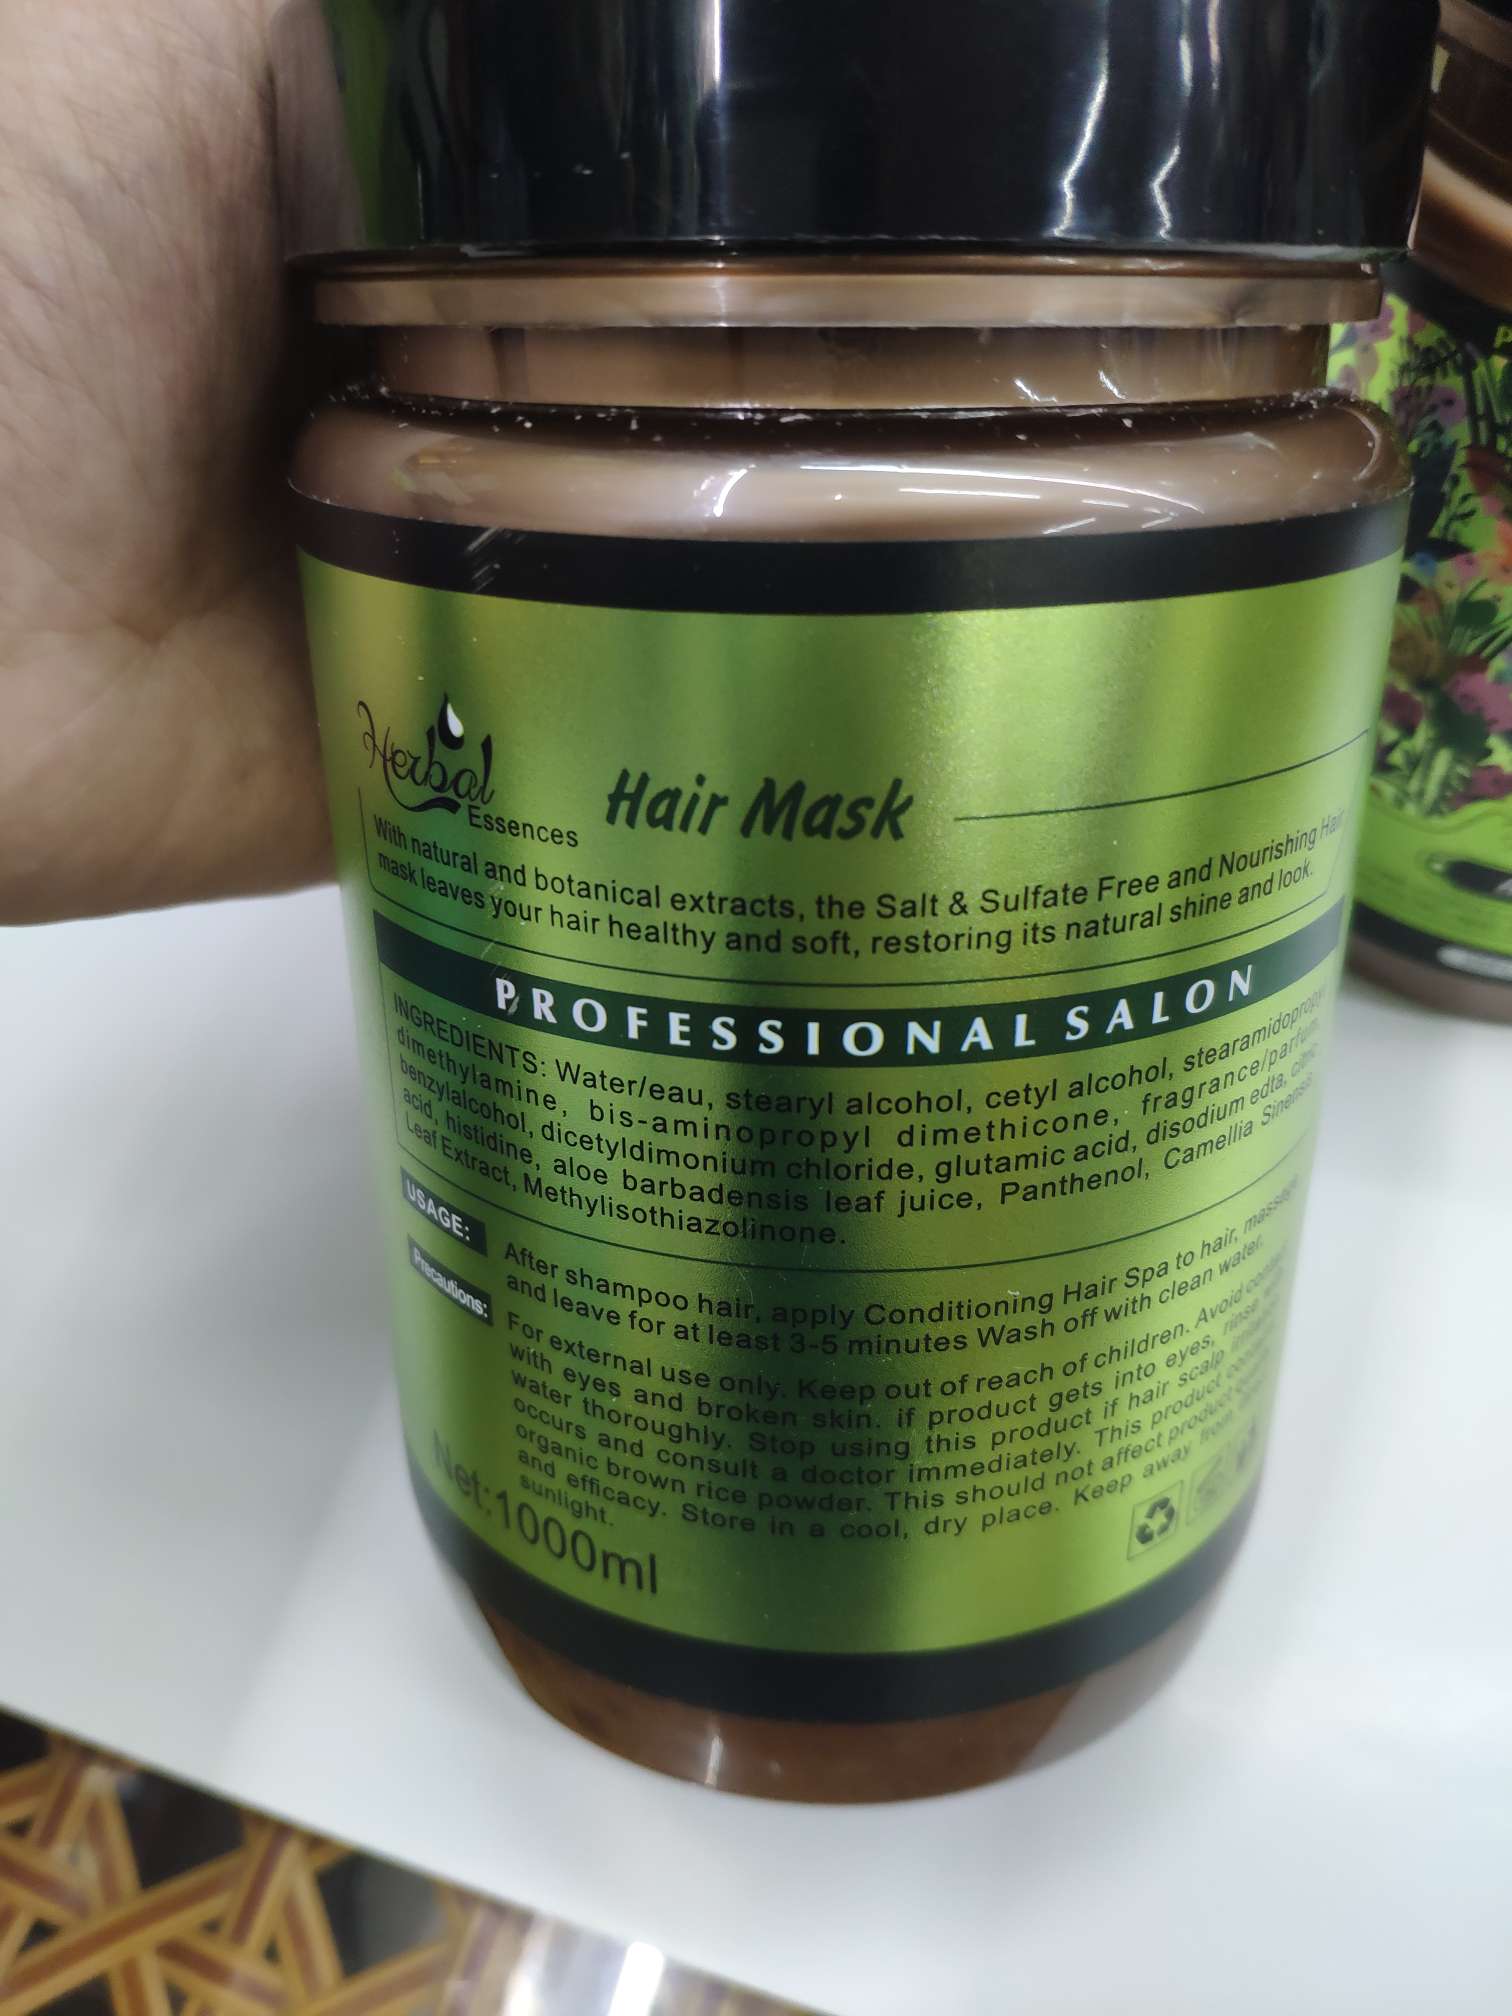 Herbal
Essences
Hair Mask
With natural and botanical extracts, the Salt & Sulfate Free and Nourishing Hair
mask leaves your hair healthy and soft, restoring its natural shine and look.
PROFESSIONAL SALON
INGREDIENTS: Water/eau, stearyl alcohol, cetyl alcohol, stearamidopropyl
dimethylamine, bis-aminopropyl dimethicone, fragrance/parfum,
benzylalcohol, dicetyldimonium chloride, glutamic acid, disodium edta, citric
acid, histidine, aloe barbadensis leaf juice, Panthenol, Camellia Sinensis
Leaf Extract, Methylisothiazolinone.
USAGE:
After shampoo hair, apply Conditioning Hair Spa to hair, massage
and leave for at least 3-5 minutes Wash off with clean water.
Precautions:
For external use only. Keep out of reach of children. Avoid contact
with eyes and broken skin. if product gets into eyes, rinse with
water thoroughly. Stop using this product if hair scalp irritation
occurs and consult a doctor immediately. This product
organic brown rice powder. This should not affect product
and efficacy. Store in a cool, dry place. Keep away from
sunlight.
Net:1000ml